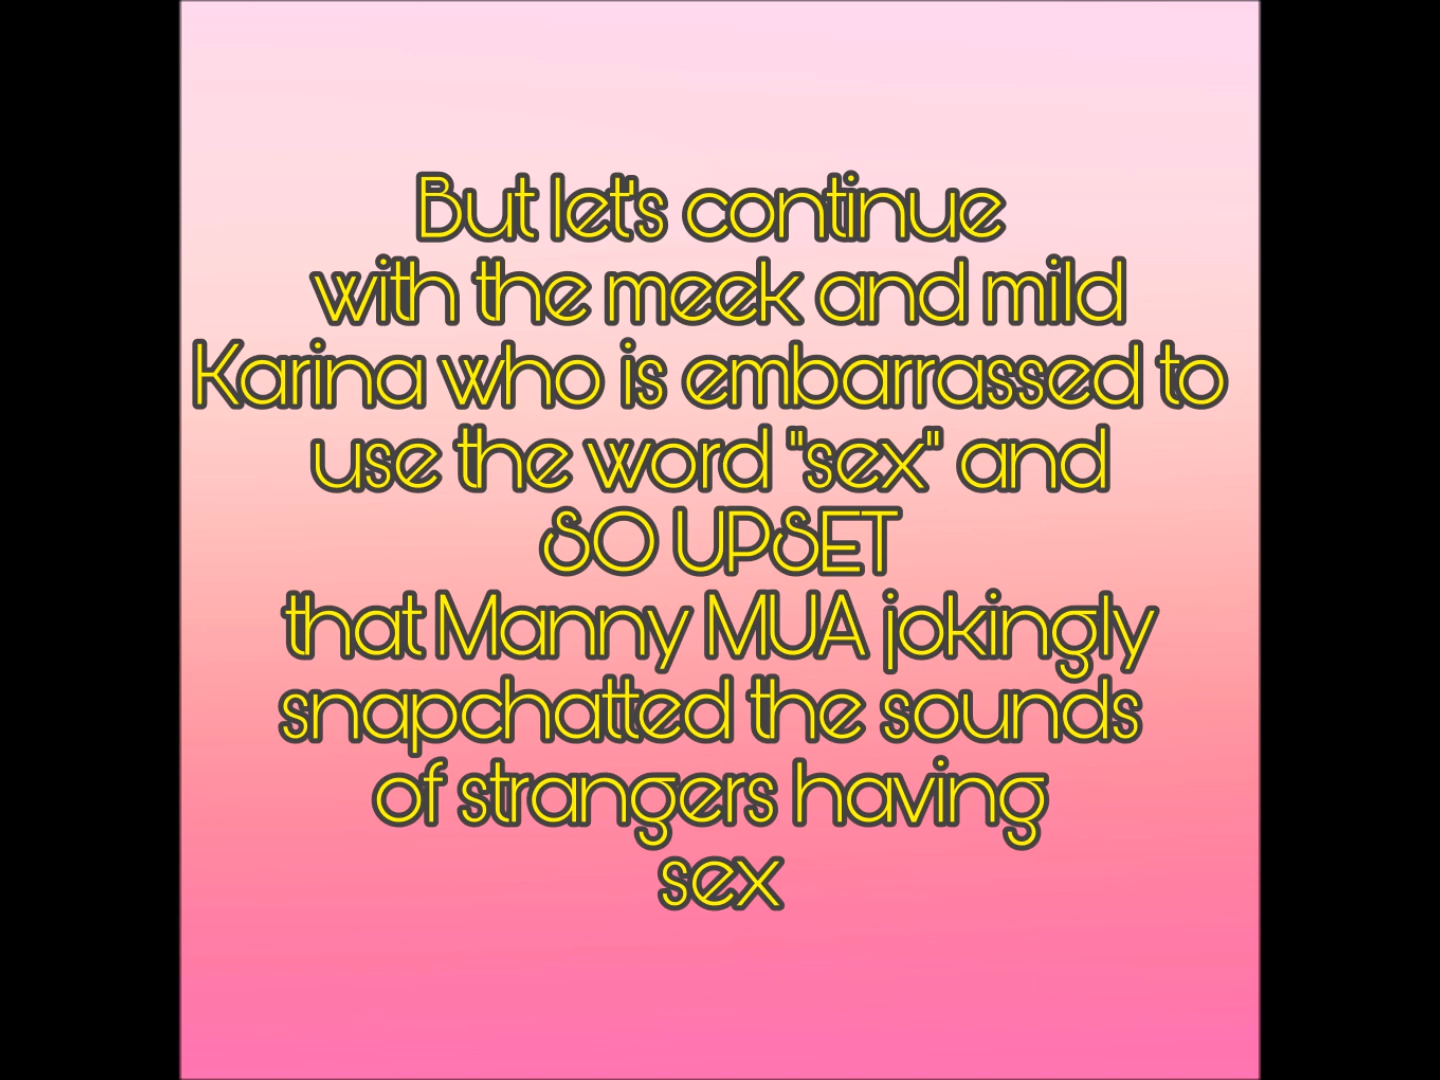 But let's continue
with the meek and mild
Karina who is embarrassed to
use the word "sex" and
SO UPSET
that Manny MUA jokingly
snapchatted the sounds
of strangers having
sex